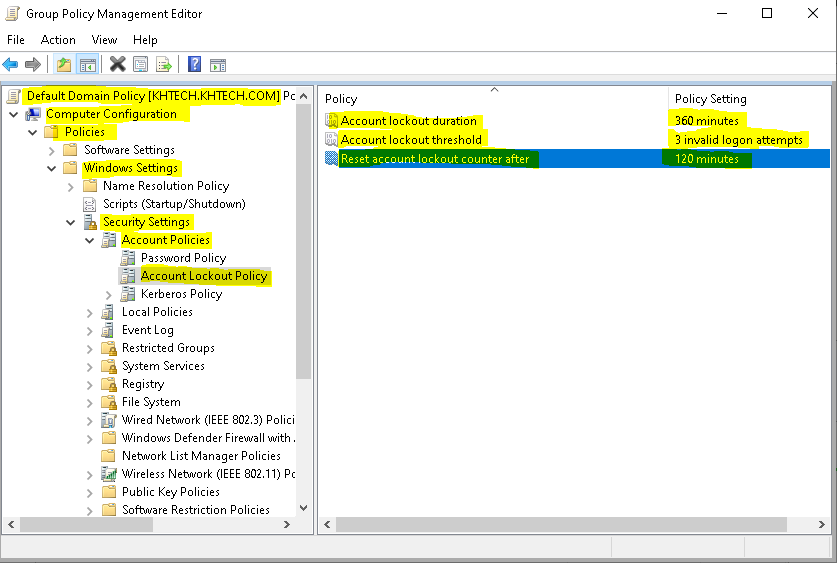 Group Policy Management Editor
File Action View Help
Default Domain Policy [KHTECH.KHTECH.COM] Po
Computer Configuration
Policies
Software Settings
Windows Settings
Name Resolution Policy
Scripts (Startup/Shutdown)
Security Settings
Account Policies
Password Policy
Account Lockout Policy
Kerberos Policy
Local Policies
Event Log
Restricted Groups
System Services
Registry
File System
Wired Network (IEEE 802.3) Polici
Windows Defender Firewall with .
Network List Manager Policies
Wireless Network (IEEE 802.11) Po
Public Key Policies
Software Restriction Policies
Policy Policy Setting
Account lockout duration 360 minutes
Account lockout threshold 3 invalid logon attempts
Reset account lockout counter after 120 minutes